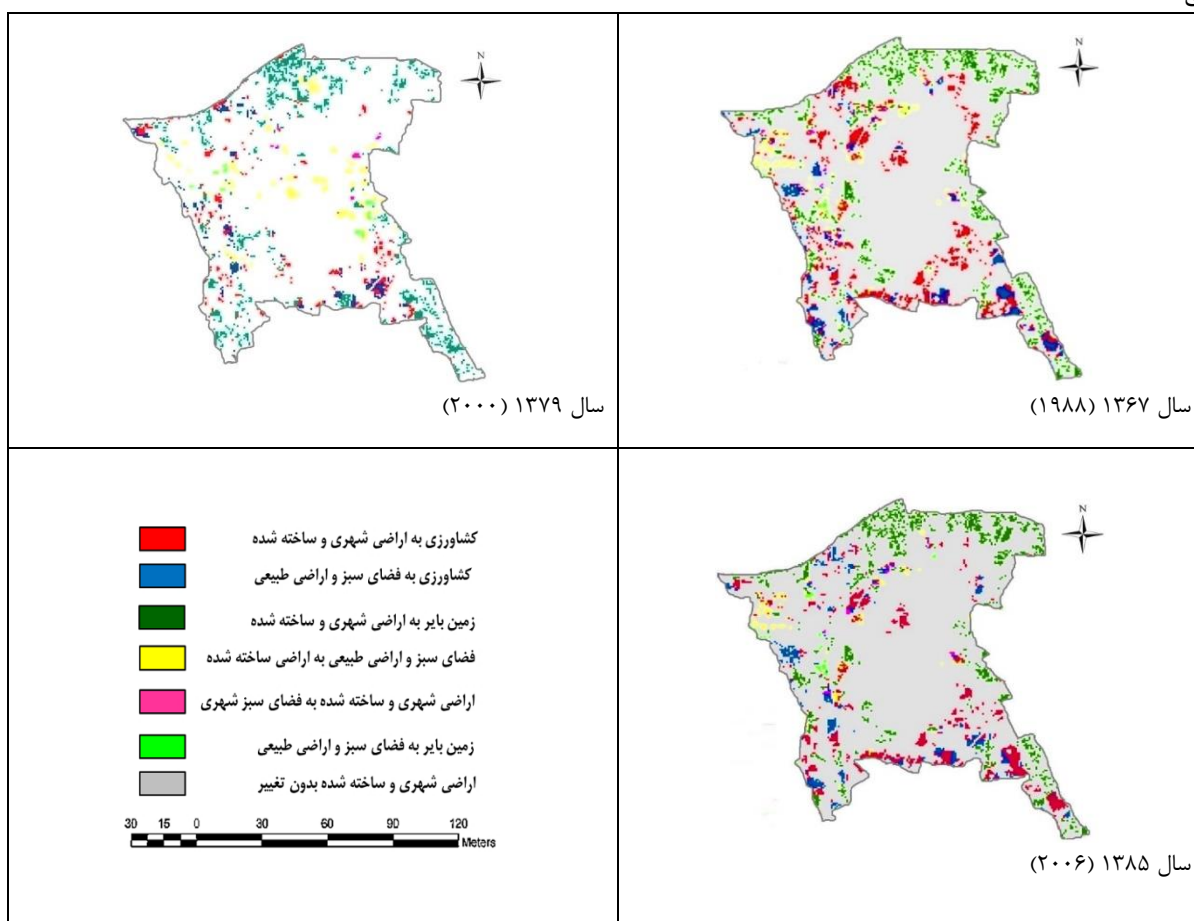 N
سال ۱۳۶۷ (۱۹۸۸)
N
سال ۱۳۷۹ (۲۰۰۰)
N
سال ۱۳۸۵ (۲۰۰۶)
کشاورزی به اراضی شهری و ساخته شده
کشاورزی به فضای سبز و اراضی طبیعی
زمین بایر به اراضی شهری و ساخته شده
فضای سبز و اراضی طبیعی به اراضی ساخته شده
اراضی شهری و ساخته شده به فضای سبز شهری
زمین بایر به فضای سبز و اراضی طبیعی
اراضی شهری و ساخته شده بدون تغییر
30 15 0 30 60 90 120
Meters